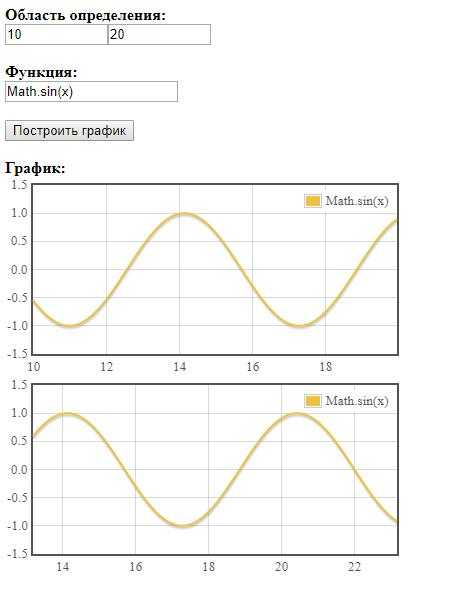 Область определения:
10 20
Функция:
Math.sin(x)
Построить график
График:
1.5
Math.sin(x)
1.0
0.5
0.0
-0.5
-1.0
-1.5
10 12 14 16 18
1.5
Math.sin(x)
1.0
0.5
0.0
-0.5
-1.0
-1.5
14 16 18 20 22